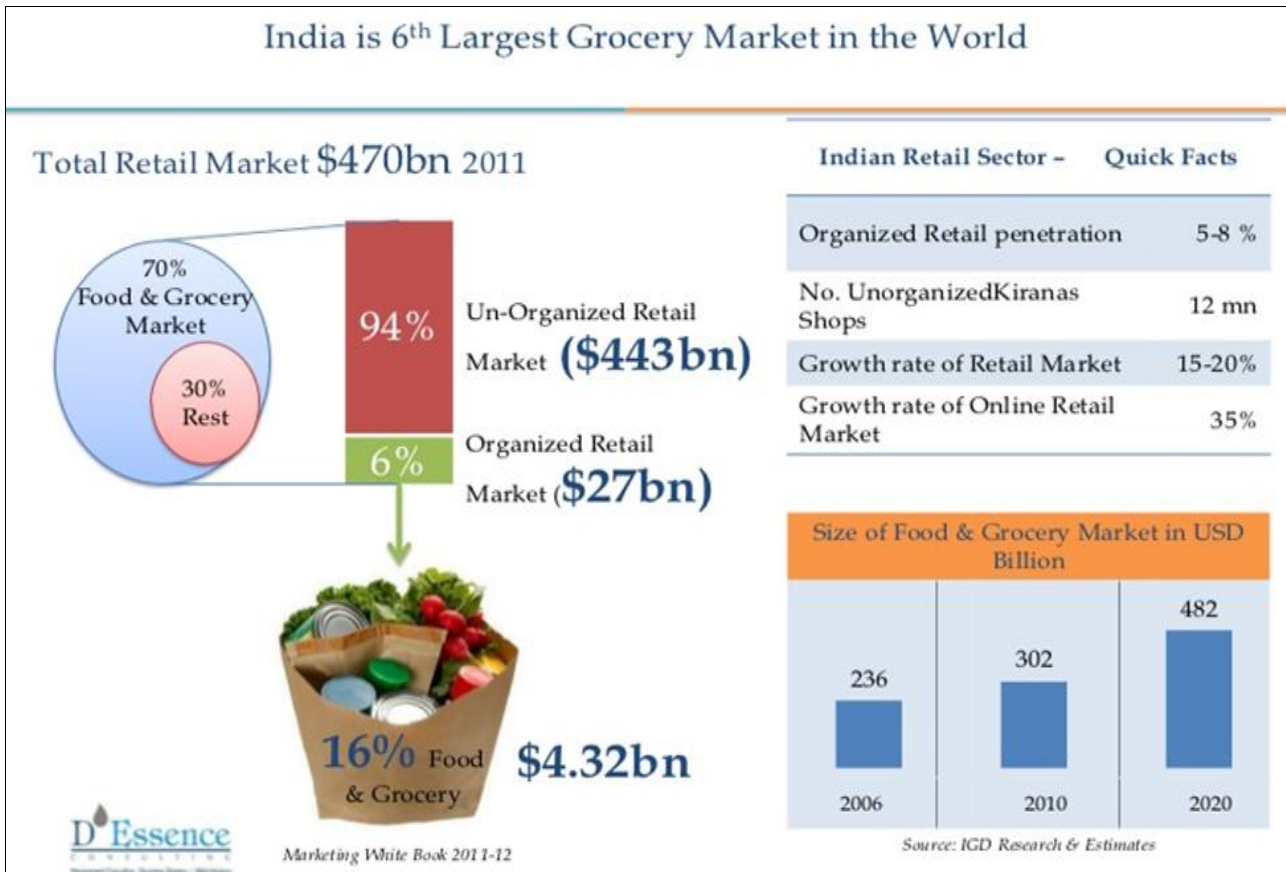 India is 6th Largest Grocery Market in the World
Total Retail Market $470bn 2011
70%
Food & Grocery
Market
30%
Rest
94%
6%
Un-Organized Retail
Market ($443bn)
Organized Retail
Market ($27bn)
16% Food
& Grocery
$4.32bn
D'Essence
CONSULTING
Marketing White Book 2011-12
Indian Retail Sector – Quick Facts
Organized Retail penetration 5-8 %
No. UnorganizedKiranas
Shops
12 mn
Growth rate of Retail Market 15-20%
Growth rate of Online Retail
Market
35%
Size of Food & Grocery Market in USD
Billion
236
302
482
2006
2010
2020
Source: IGD Research & Estimates